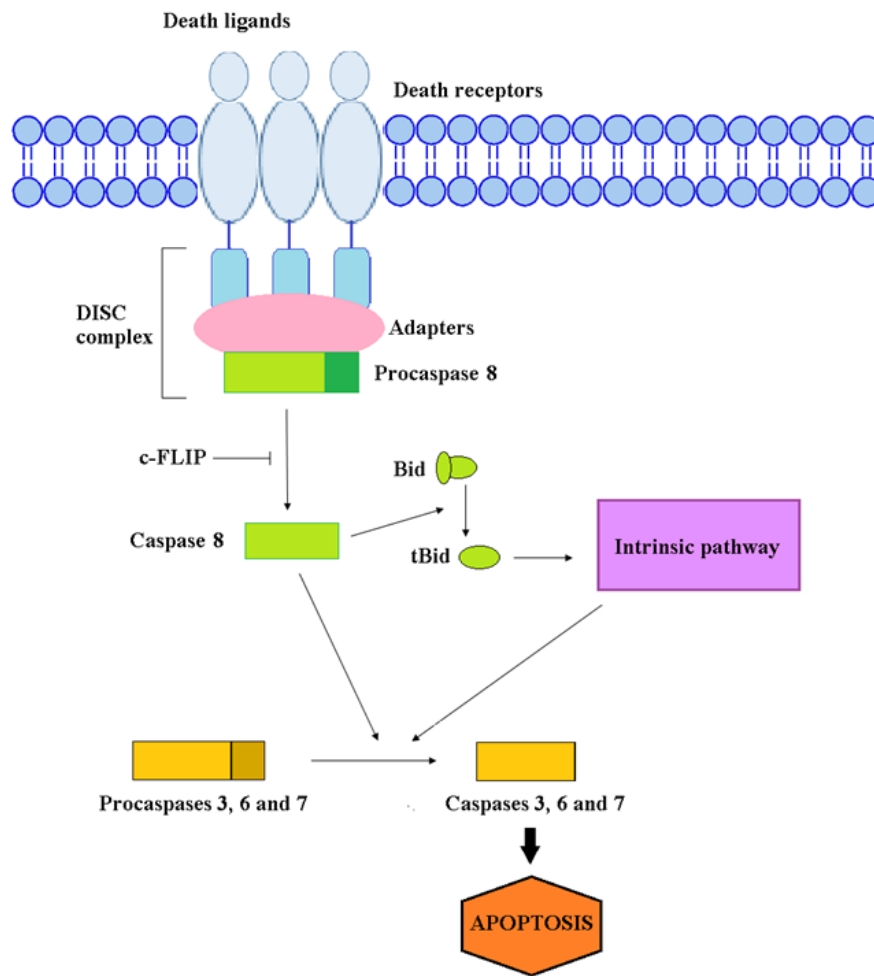 Death ligands
Death receptors
DISC
complex
Adapters
Procaspase 8
c-FLIP
Bid
Caspase 8
tBid
Intrinsic pathway
Procaspases 3, 6 and 7
Caspases 3, 6 and 7
APOPTOSIS